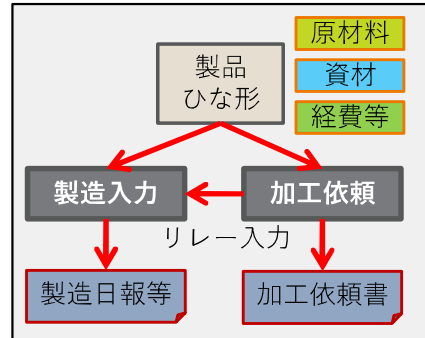 原材料
製品
ひな形
資材
経費等
製造入力
加工依頼
リレー入力
製造日報等
加工依頼書